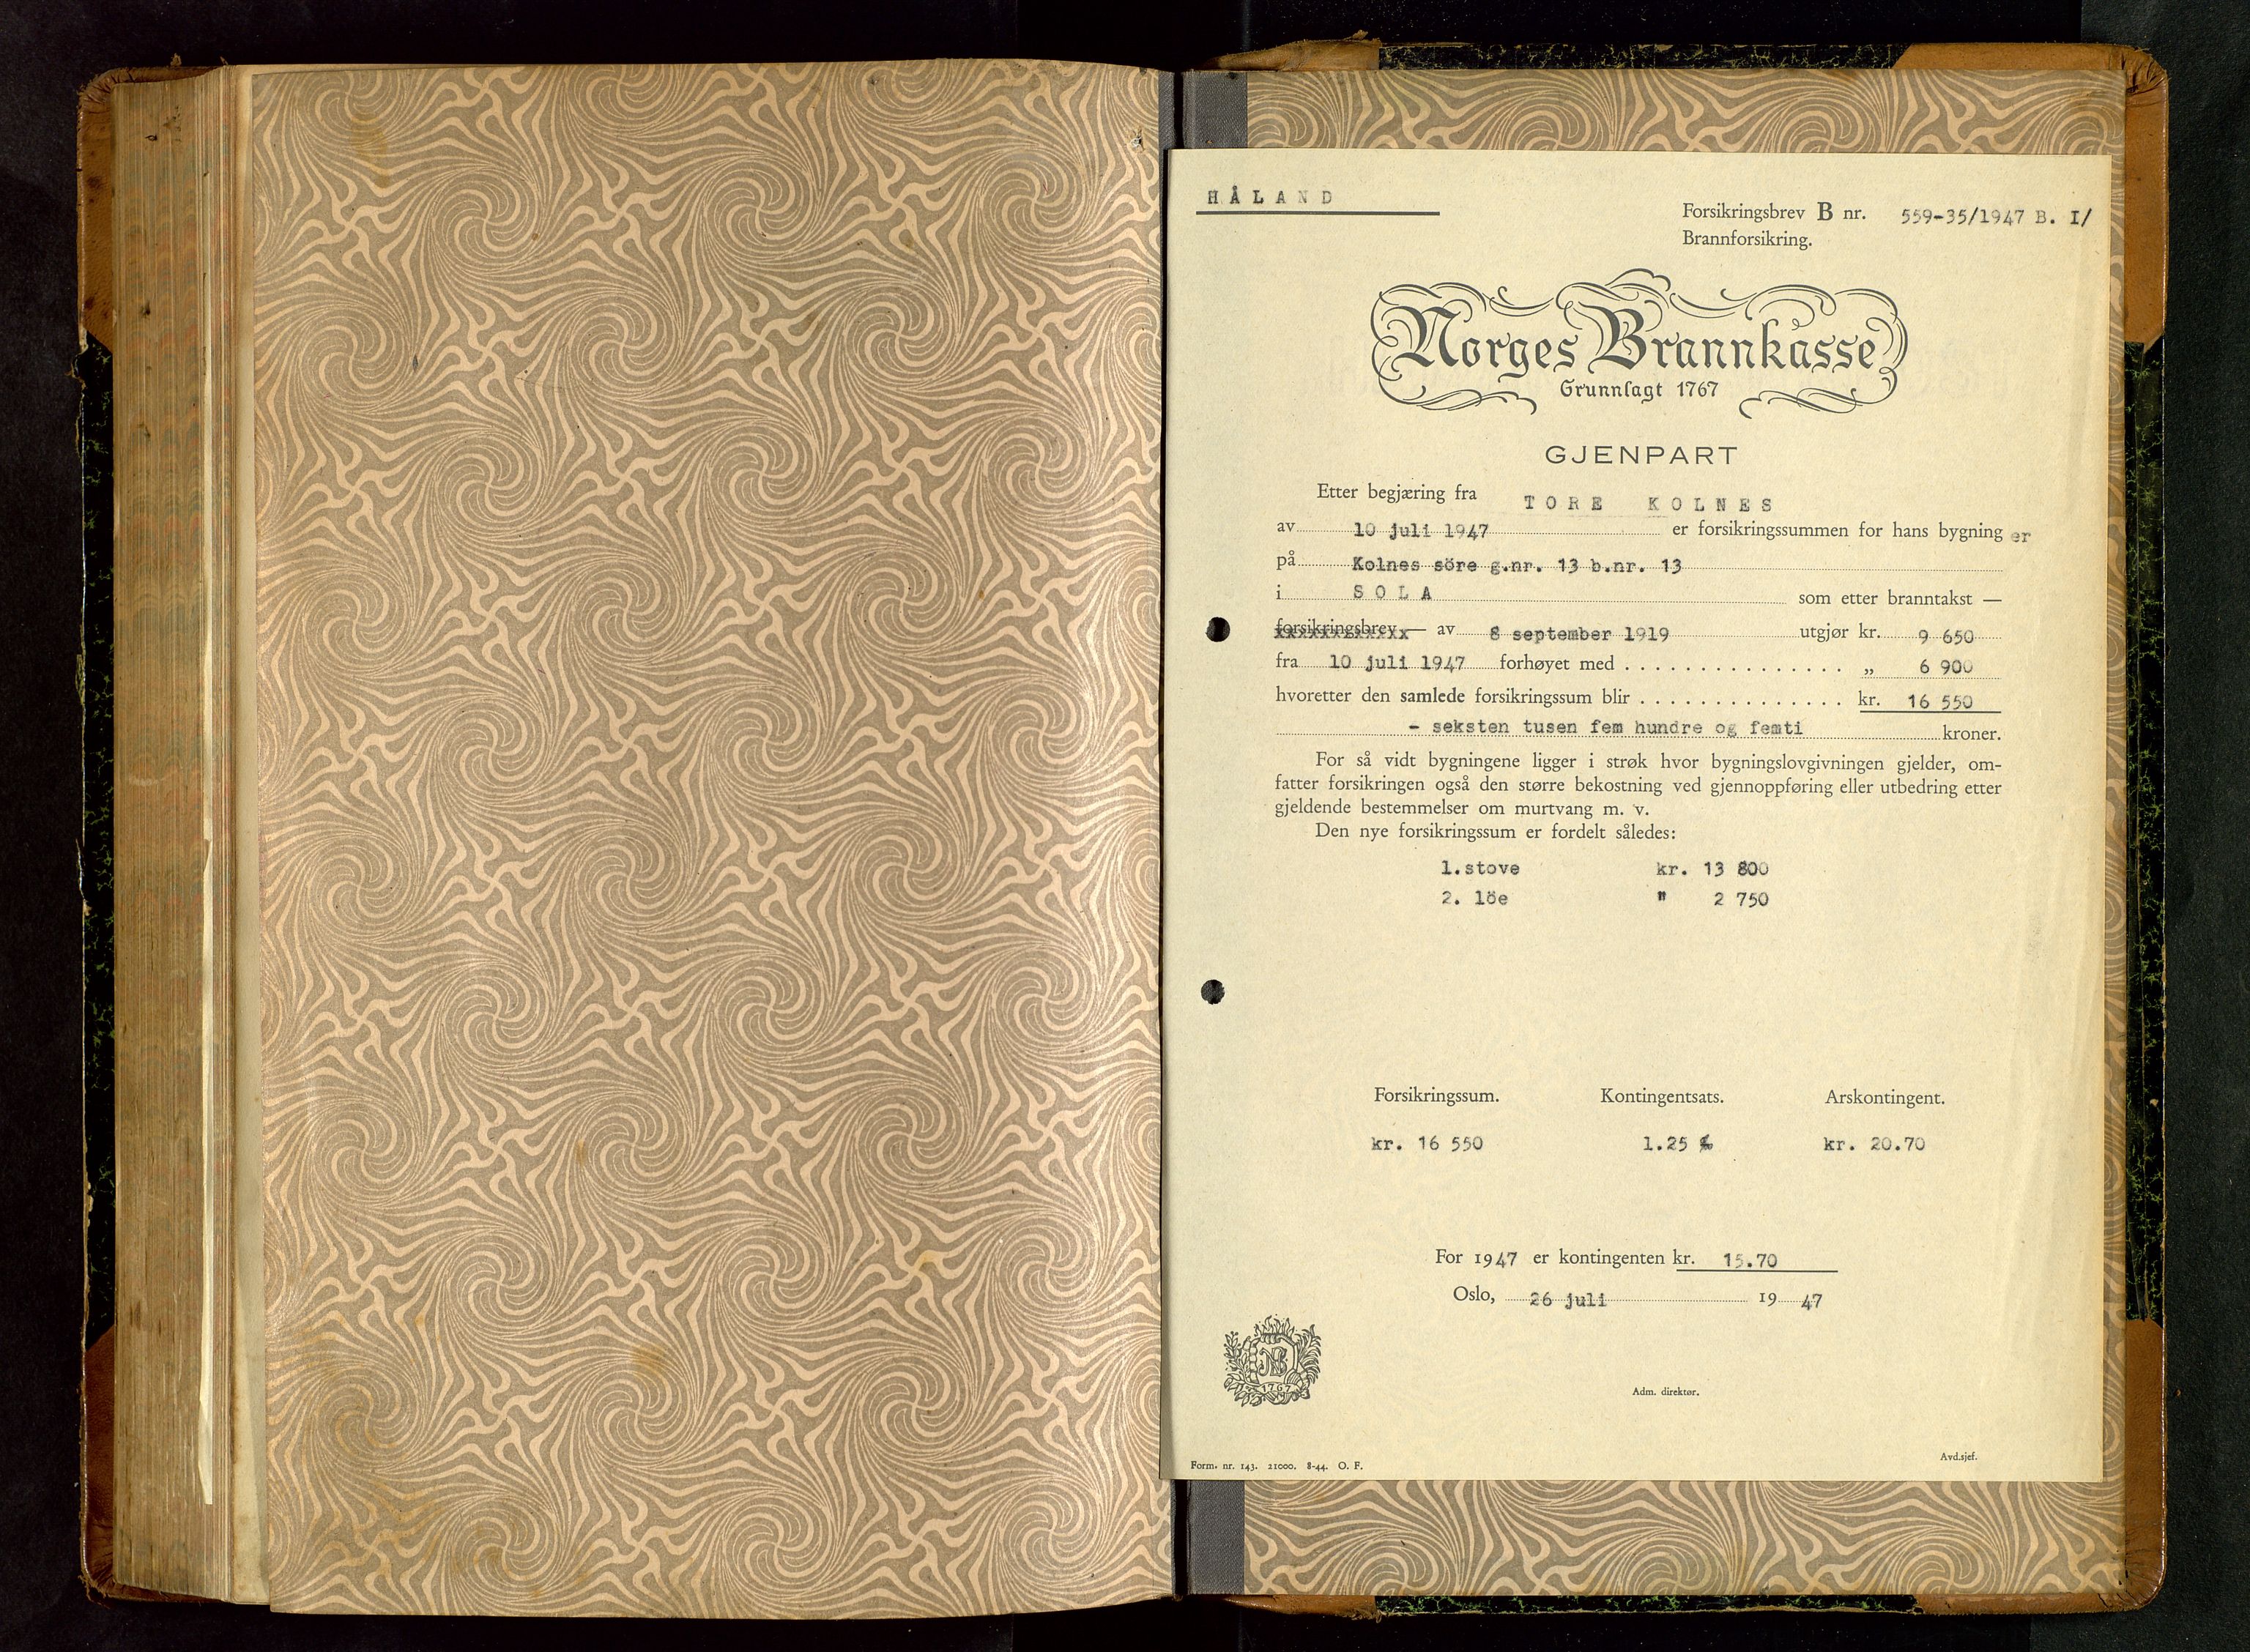 H Å L A N D
Forsikringsbrev B nr. 559-35/1947 B. I/
Brannforsikring.
Norges Brannkasse
Grunnlagt 1767
GJENPART
Etter begjæring fra T O R E K O L N E S
av 10 juli 1947 er forsikringssummen for hans bygning er
på Kolnes söre g.nr. 13 b.nr. 13
i S O L A som etter branntakst —
forsikringsbrev — av 8 september 1919 utgjør kr. 9 650
fra 10 juli 1947 forhøyet med . . . . . . . . . . . . . . . „ 6 900
hvoretter den samlede forsikringssum blir . . . . . . . . . . . . . . kr. 16 550
- seksten tusen fem hundre og femti kroner.
For så vidt bygningene ligger i strøk hvor bygningslovgivningen gjelder, om-
fatter forsikringen også den større bekostning ved gjennoppføring eller utbedring etter
gjeldende bestemmelser om murtvang m. v.
Den nye forsikringssum er fordelt således:
1.stove kr. 13 800
2. löe " 2 750
Forsikringssum. Kontingentsats. Arskontingent.
kr. 16 550 1.25 % kr. 20.70
For 1947 er kontingenten kr. 15.70
Oslo, 26 juli 19 47
NB
1767
Adm. direktør.
Avd.sjef.
Form. nr. 143. 21000. 8-44. O. F.